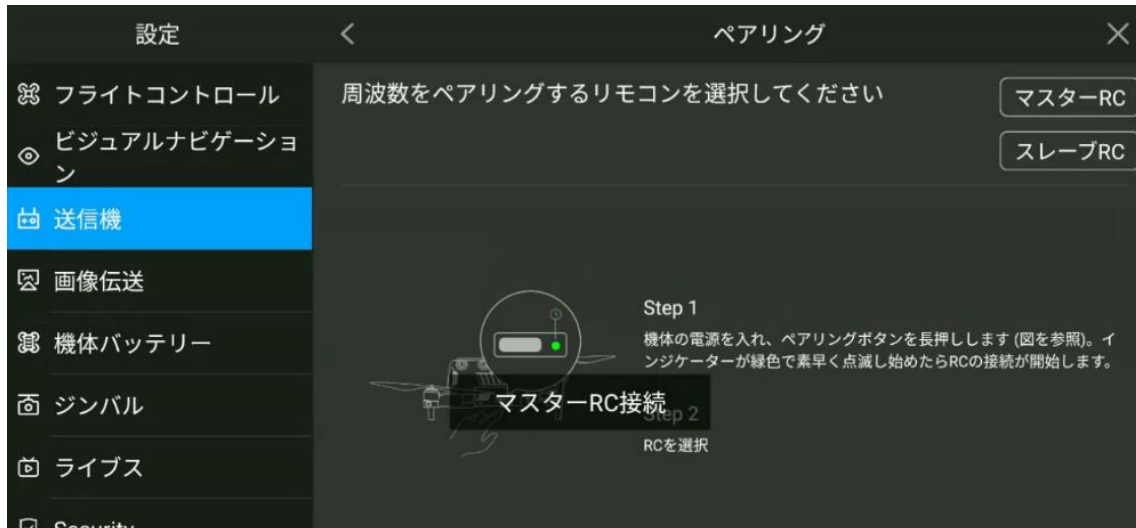 設定
ペアリング
フライトコントロール
ビジュアルナビゲーショ
ン
送信機
画像伝送
機体バッテリー
ジンバル
ライブス
Security
周波数をペアリングするリモコンを選択してください
マスターRC
スレーブRC
Step 1
機体の電源を入れ、ペアリングボタンを長押しします (図を参照)。イ
ンジケーターが緑色で素早く点滅し始めたらRCの接続が開始します。
マスターRC接続
Step 2
RCを選択